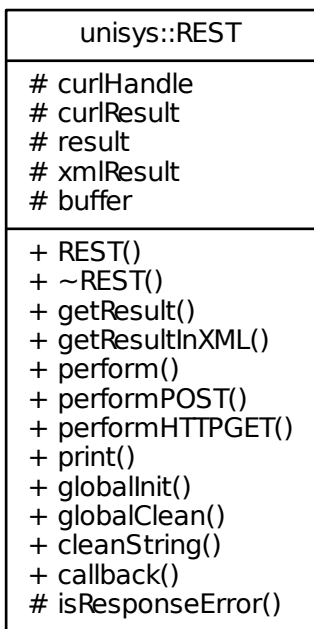 unisys::REST
# curlHandle
# curlResult
# result
# xmlResult
# buffer
+ REST()
+ ~REST()
+ getResult()
+ getResultInXML()
+ perform()
+ performPOST()
+ performHTTPGET()
+ print()
+ globalInit()
+ globalClean()
+ cleanString()
+ callback()
# isResponseError()